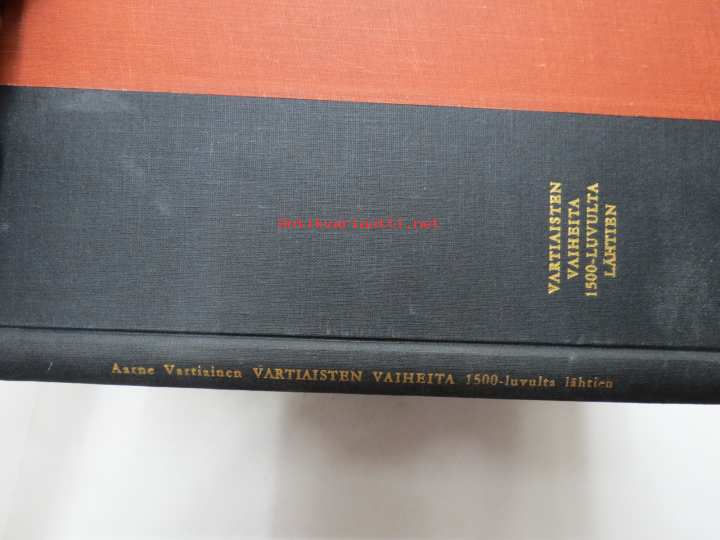 VARTIAISTEN
VAIHEITA
1500-LUVULTA
LÄHTIEN
Antikvariaatti.net
Aarne Vartiainen VARTIAISTEN VAIHEITA 1500-luvulta lähtien